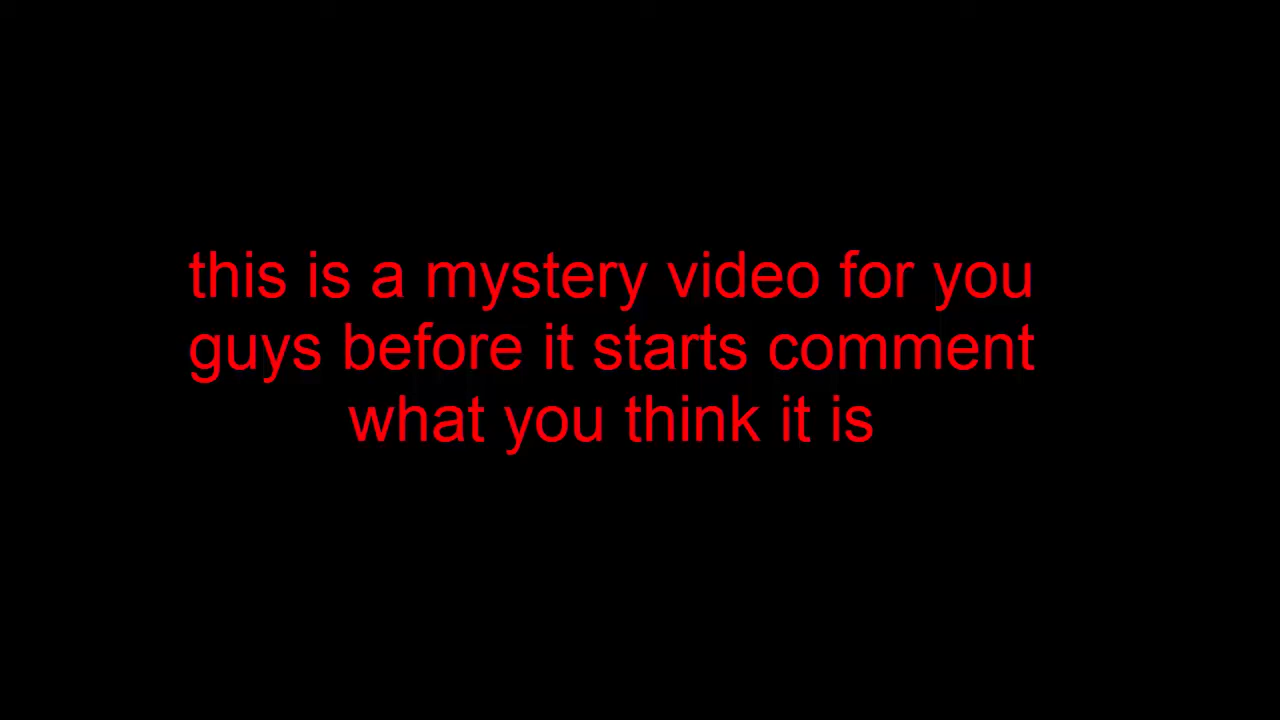 this is a mystery video for you
guys before it starts comment
what you think it is